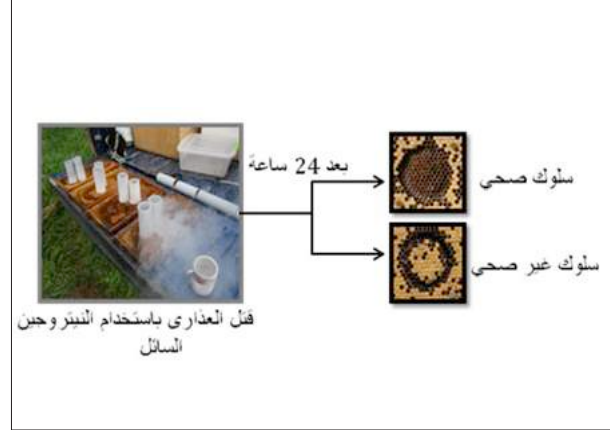 بعد 24 ساعة
سلوك صحي
سلوك غير صحي
قتل العذارى باستخدام النيتروجين
السائل